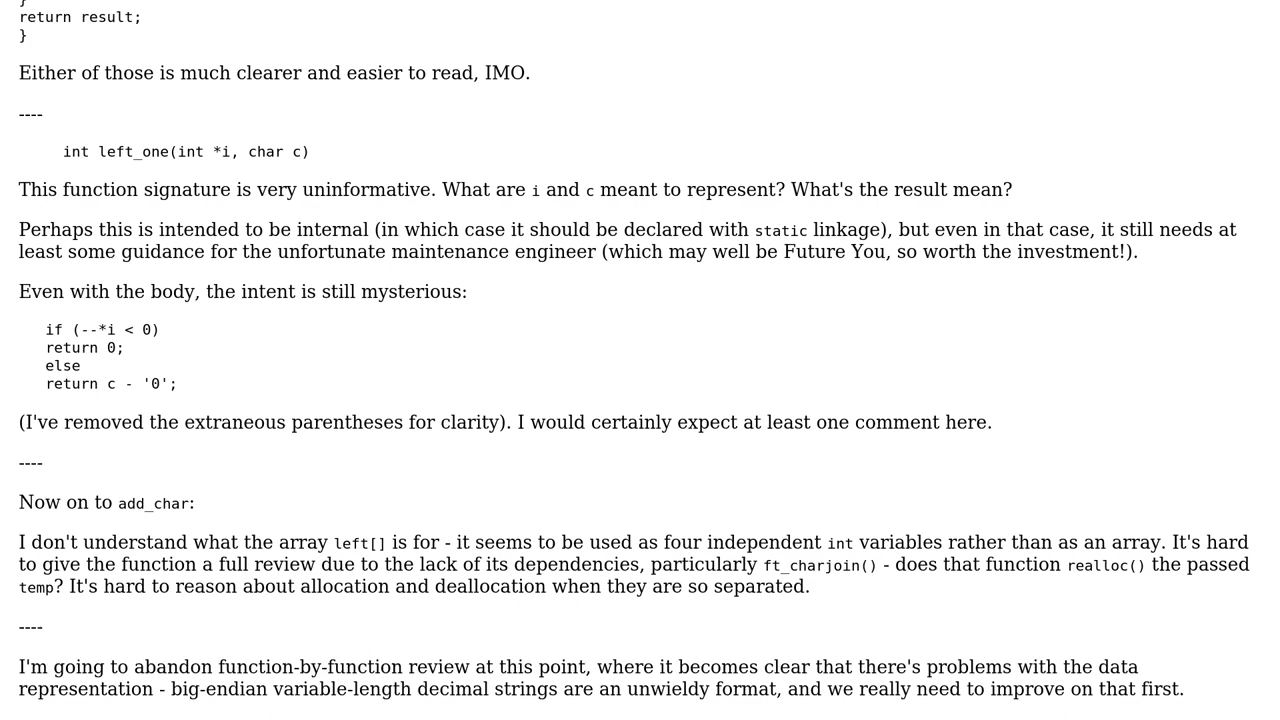 }
return result;
}
Either of those is much clearer and easier to read, IMO.
----
int left_one(int *i, char c)
This function signature is very uninformative. What are i and c meant to represent? What's the result mean?
Perhaps this is intended to be internal (in which case it should be declared with static linkage), but even in that case, it still needs at
least some guidance for the unfortunate maintenance engineer (which may well be Future You, so worth the investment!).
Even with the body, the intent is still mysterious:
if (--*i < 0)
return 0;
else
return c - '0';
(I've removed the extraneous parentheses for clarity). I would certainly expect at least one comment here.
----
Now on to add_char:
I don't understand what the array left[] is for - it seems to be used as four independent int variables rather than as an array. It's hard
to give the function a full review due to the lack of its dependencies, particularly ft_charjoin() - does that function realloc() the passed
temp? It's hard to reason about allocation and deallocation when they are so separated.
----
I'm going to abandon function-by-function review at this point, where it becomes clear that there's problems with the data
representation - big-endian variable-length decimal strings are an unwieldy format, and we really need to improve on that first.